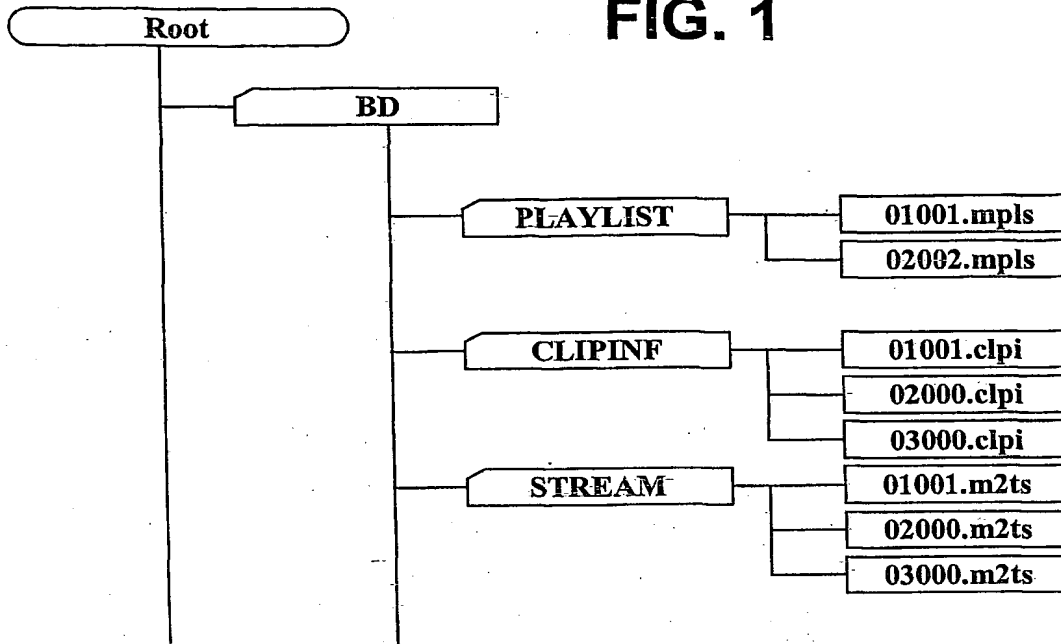 FIG. 1
Root
BD
PLAYLIST
01001.mpls
02002.mpls
CLIPINF
01001.clpi
02000.clpi
03000.clpi
STREAM
01001.m2ts
02000.m2ts
03000.m2ts